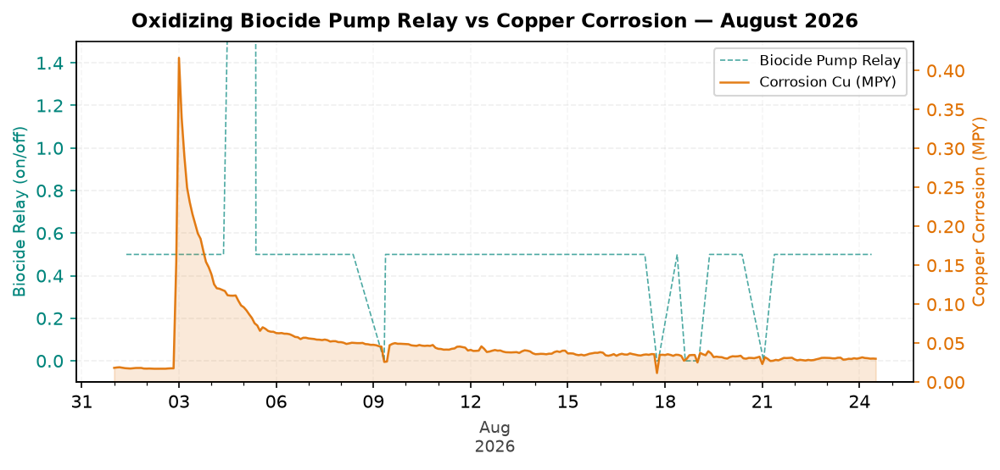 Oxidizing Biocide Pump Relay vs Copper Corrosion — August 2026
Biocide Pump Relay
Corrosion Cu (MPY)
Biocide Relay (on/off)
1.4
1.2
1.0
0.8
0.6
0.4
0.2
0.0
Copper Corrosion (MPY)
0.40
0.35
0.30
0.25
0.20
0.15
0.10
0.05
0.00
31 03 06 09 12 15 18 21 24
Aug
2026